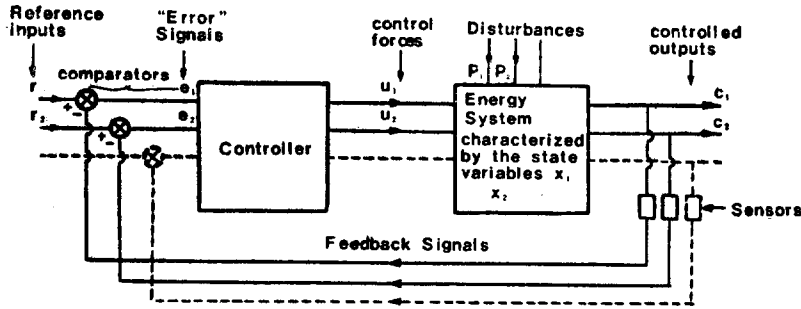 Reference
inputs
"Error"
Signals
control
forces
Disturbances
controlled
outputs
comparators
r
e₁
u₁
P₁ P₂
c₁
+
−
r₂
e₂
u₂
c₂
+
−
Controller
Energy
System
characterized
by the state
variables x₁
x₂
Sensors
Feedback Signals